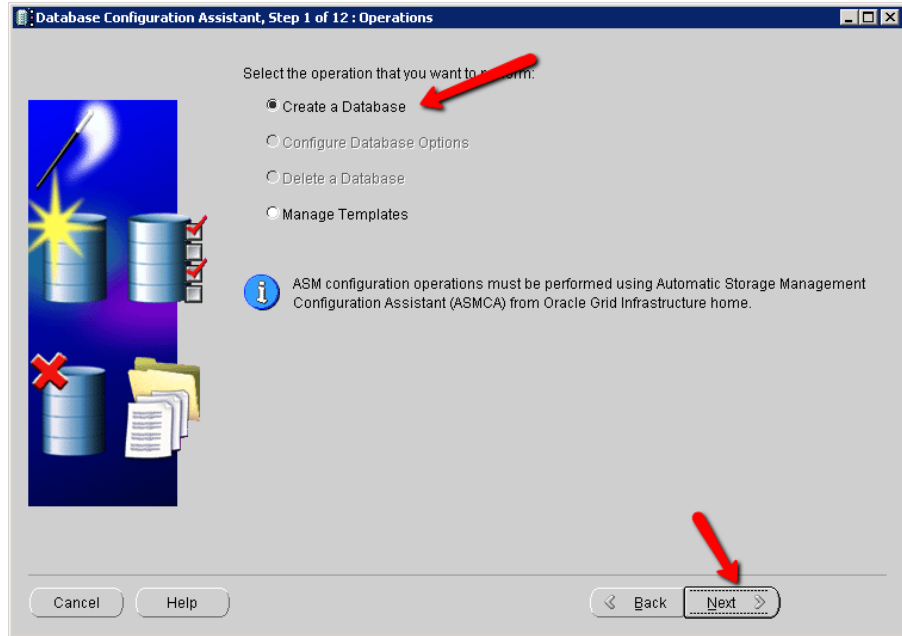 Database Configuration Assistant, Step 1 of 12 : Operations
Select the operation that you want to
Create a Database
Configure Database Options
Delete a Database
Manage Templates
ASM configuration operations must be performed using Automatic Storage Management
Configuration Assistant (ASMCA) from Oracle Grid Infrastructure home.
Cancel
Help
Back
Next